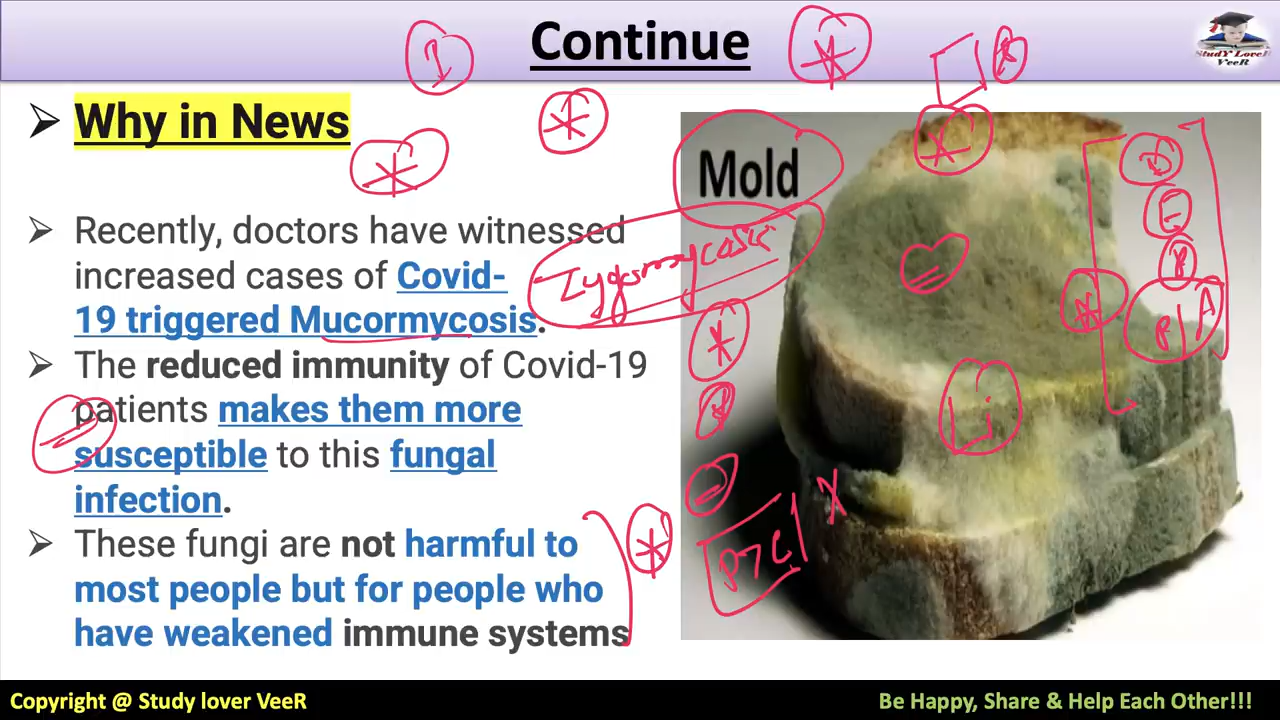 Continue
StudY LoveR
VeeR
➢ Why in News
Mold
➢ Recently, doctors have witnessed
increased cases of Covid-
19 triggered Mucormycosis.
Zygomycosis
➢ The reduced immunity of Covid-19
patients makes them more
susceptible to this fungal
infection.
➢ These fungi are not harmful to
most people but for people who
have weakened immune systems
Copyright @ Study lover VeeR
Be Happy, Share & Help Each Other!!!